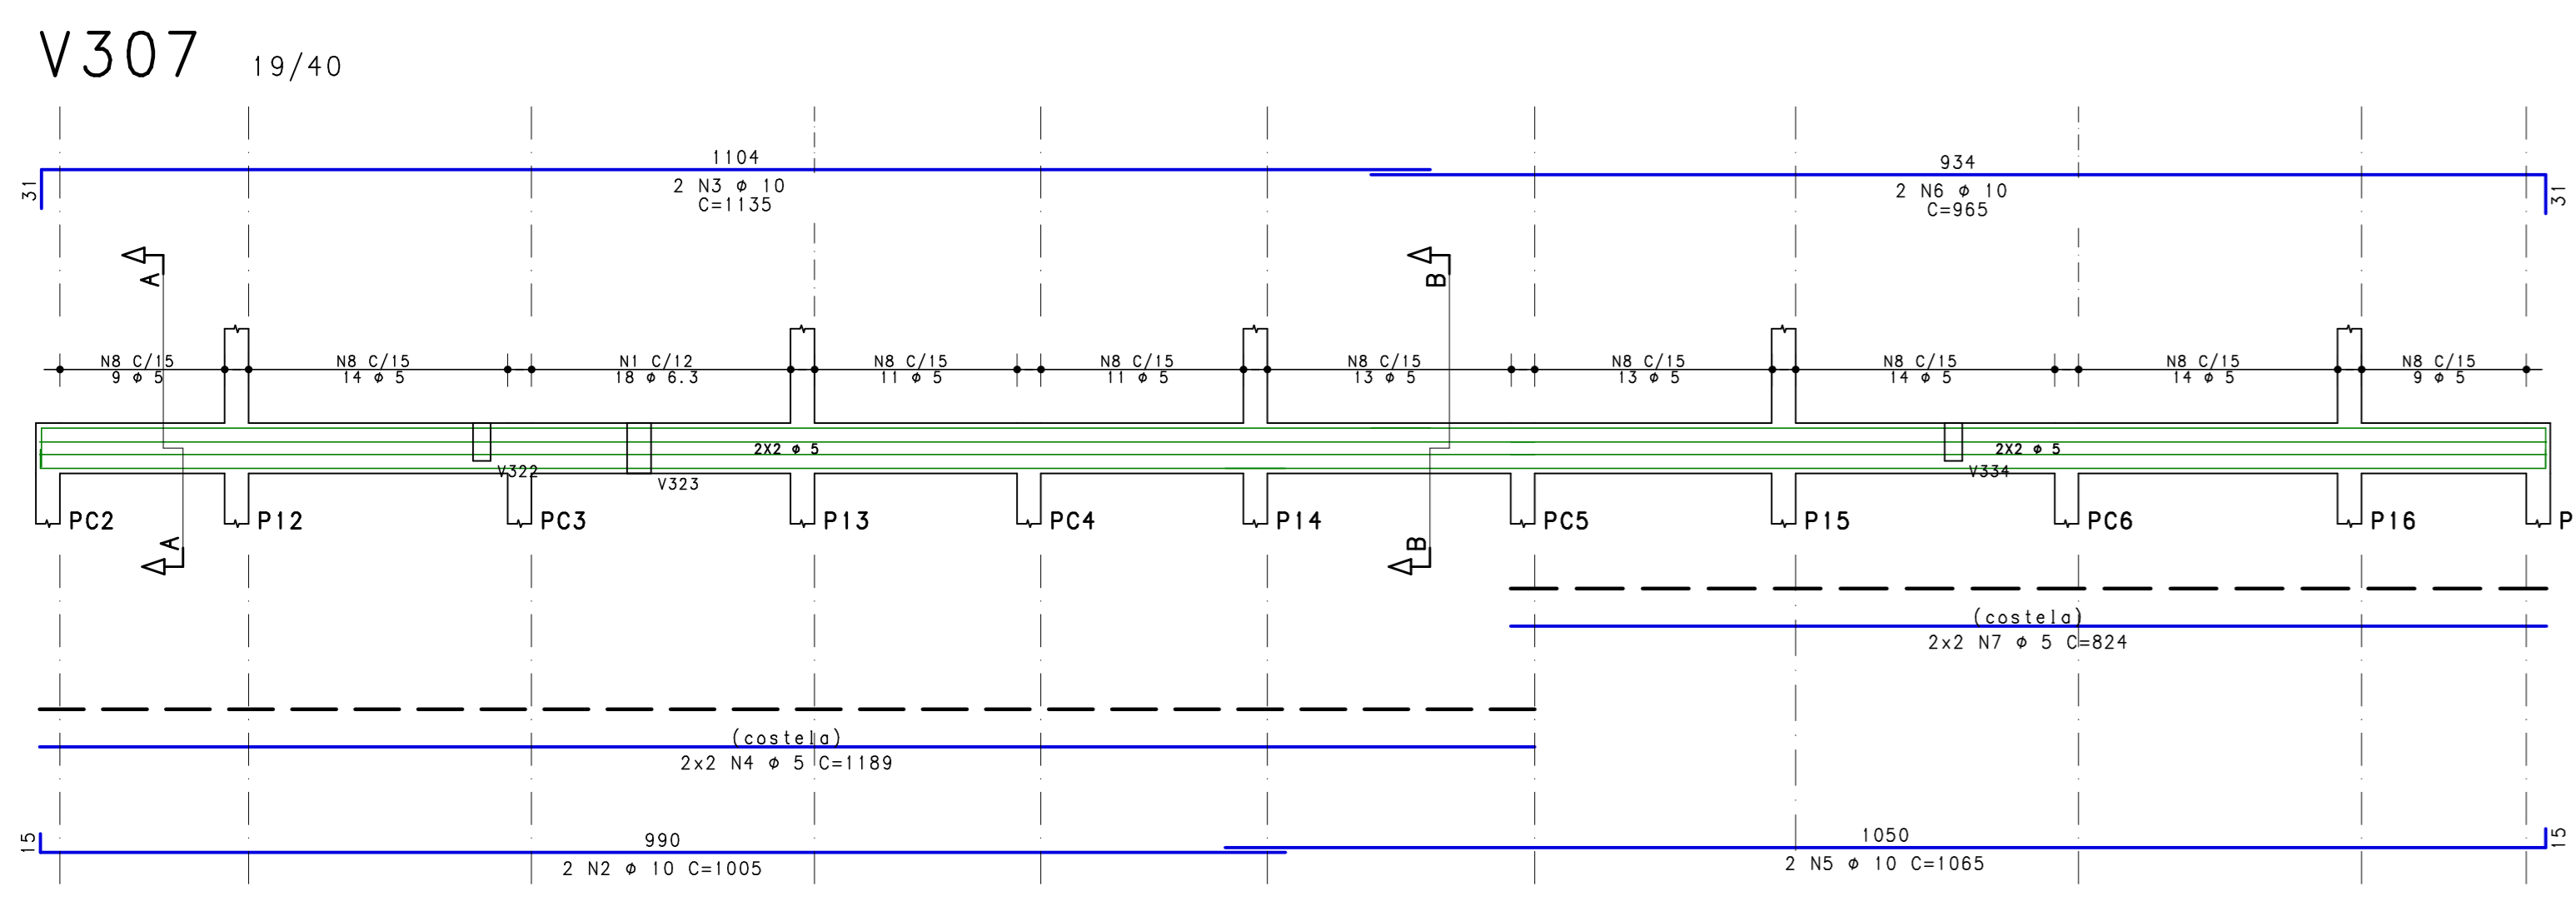 V307 19/40
1104
2 N3 ø 10
C=1135
31
934
2 N6 ø 10
C=965
31
A
B
N8 C/15
9 ø 5
N8 C/15
14 ø 5
N1 C/12
18 ø 6.3
N8 C/15
11 ø 5
N8 C/15
11 ø 5
N8 C/15
13 ø 5
N8 C/15
13 ø 5
N8 C/15
14 ø 5
N8 C/15
14 ø 5
N8 C/15
9 ø 5
2X2 ø 5
2X2 ø 5
V322
V323
V334
PC2
P12
PC3
P13
PC4
P14
PC5
P15
PC6
P16
P
A
B
(costela)
2x2 N7 ø 5 C=824
(costela)
2x2 N4 ø 5 C=1189
15
990
2 N2 ø 10 C=1005
1050
2 N5 ø 10 C=1065
15